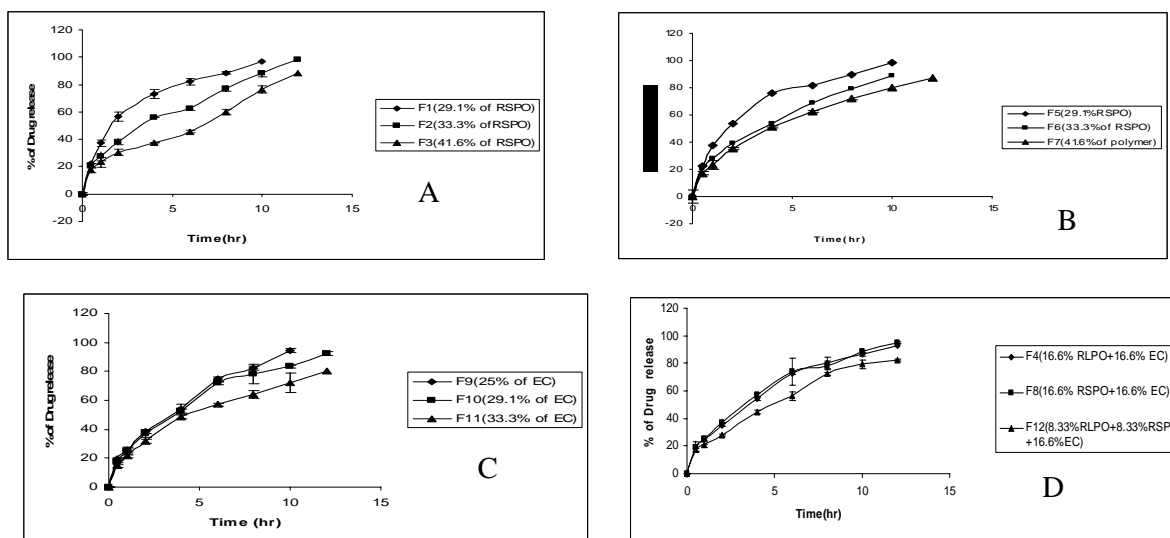 120
100
80
60
40
20
0
-20
0
5
10
15
% of Drug release
Time(hr)
F1(29.1% of RSPO)
F2(33.3% of RSPO)
F3(41.6% of RSPO)
A
120
100
80
60
40
20
0
-20
0
5
10
15
Time(hr)
F5(29.1%RSPO)
F6(33.3%of RSPO)
F7(41.6%of polymer)
B
120
100
80
60
40
20
0
0
5
10
15
% of Drug release
Time (hr)
F9(25% of EC)
F10(29.1% of EC)
F11(33.3% of EC)
C
120
100
80
60
40
20
0
0
5
10
15
% of Drug release
Time(hr)
F4(16.6% RLPO+16.6% EC)
F8(16.6% RSPO+16.6% EC)
F12(8.33%RLPO+8.33%RSP
+16.6%EC)
D